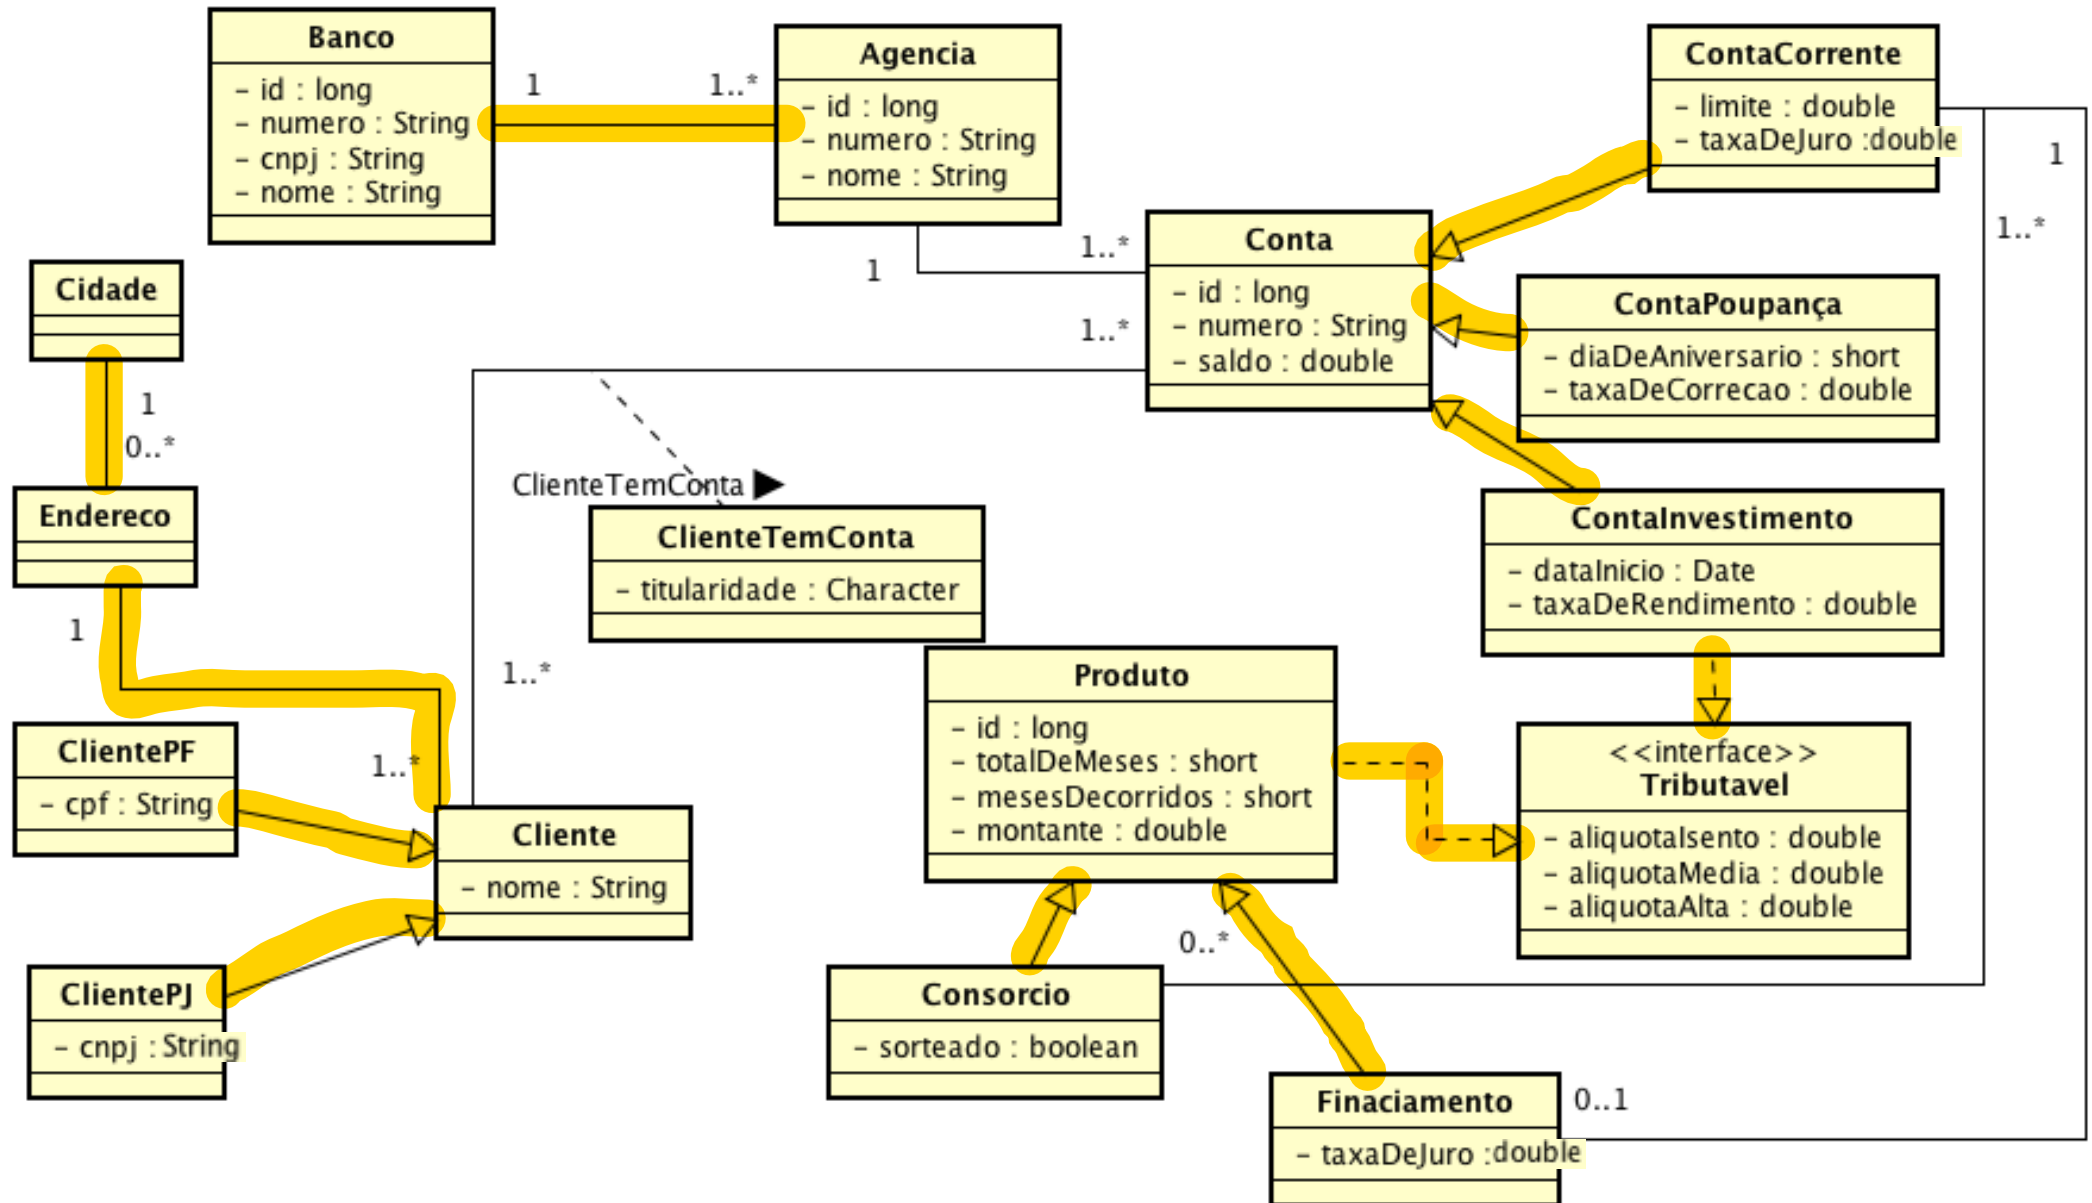 Banco
– id : long
– numero : String
– cnpj : String
– nome : String
1
1..*
Agencia
– id : long
– numero : String
– nome : String
1
1..*
ContaCorrente
– limite : double
– taxaDeJuro :double
1
1..*
Conta
– id : long
– numero : String
– saldo : double
1..*
ContaPoupança
– diaDeAniversario : short
– taxaDeCorrecao : double
Cidade
1
0..*
Endereco
1
1..*
ClienteTemConta ▶
ClienteTemConta
– titularidade : Character
1..*
ContaInvestimento
– dataInicio : Date
– taxaDeRendimento : double
ClientePF
– cpf : String
Cliente
– nome : String
ClientePJ
– cnpj : String
Produto
– id : long
– totalDeMeses : short
– mesesDecorridos : short
– montante : double
<<interface>>
Tributavel
– aliquotaIsento : double
– aliquotaMedia : double
– aliquotaAlta : double
0..*
Consorcio
– sorteado : boolean
Finaciamento
– taxaDeJuro :double
0..1